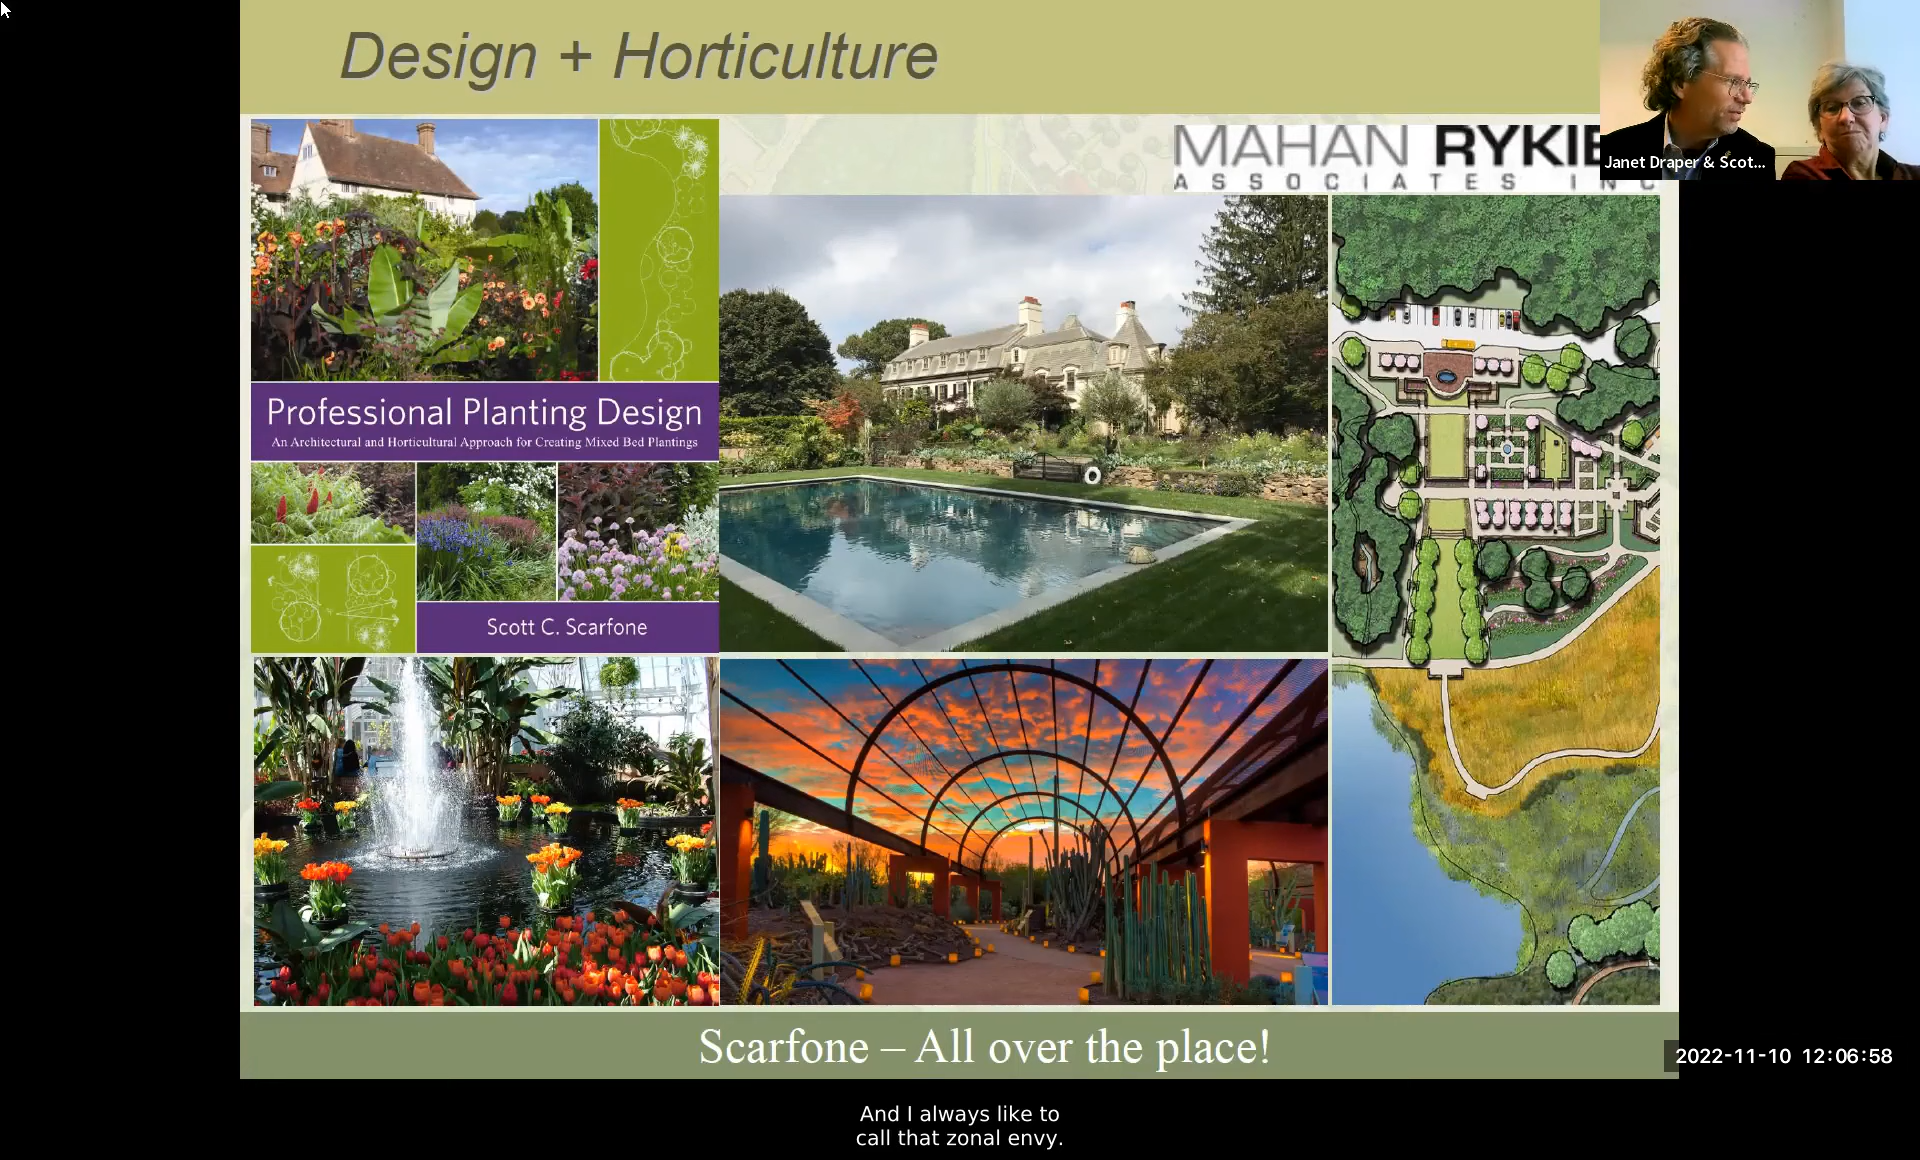 Design + Horticulture
MAHAN RYKIE
ASSOCIATES INC
Janet Draper & Scot...
Professional Planting Design
An Architectural and Horticultural Approach for Creating Mixed Bed Plantings
Scott C. Scarfone
Scarfone – All over the place!
2022-11-10 12:06:58
And I always like to
call that zonal envy.